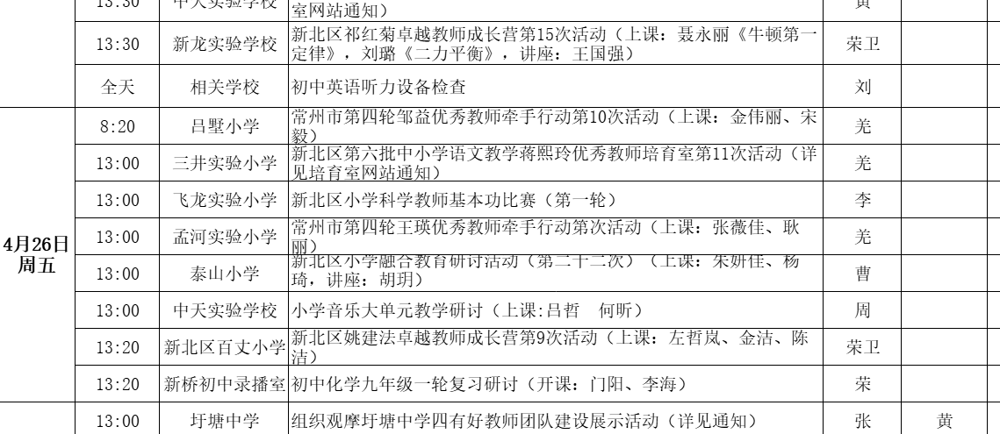 13:30 中天实验学校 室网站通知） 黄
13:30 新龙实验学校 新北区祁红菊卓越教师成长营第15次活动（上课：聂永丽《牛顿第一
定律》，刘璐《二力平衡》，讲座：王国强） 荣卫
全天 相关学校 初中英语听力设备检查 刘
4月26日
周五
8:20 吕墅小学 常州市第四轮邹益优秀教师牵手行动第10次活动（上课：金伟丽、宋
毅） 羌
13:00 三井实验小学 新北区第六批中小学语文教学蒋熙玲优秀教师培育室第11次活动（详
见培育室网站通知） 羌
13:00 飞龙实验小学 新北区小学科学教师基本功比赛（第一轮） 李
13:00 孟河实验小学 常州市第四轮王瑛优秀教师牵手行动第次活动（上课：张薇佳、耿
丽） 羌
13:00 泰山小学 新北区小学融合教育研讨活动（第二十二次）（上课：朱妍佳、杨
琦，讲座：胡玥） 曹
13:00 中天实验学校 小学音乐大单元教学研讨（上课:吕哲 何昕） 周
13:20 新北区百丈小学 新北区姚建法卓越教师成长营第9次活动（上课：左哲岚、金洁、陈
洁） 荣卫
13:20 新桥初中录播室 初中化学九年级一轮复习研讨（开课：门阳、李海） 荣
13:00 圩塘中学 组织观摩圩塘中学四有好教师团队建设展示活动（详见通知） 张 黄